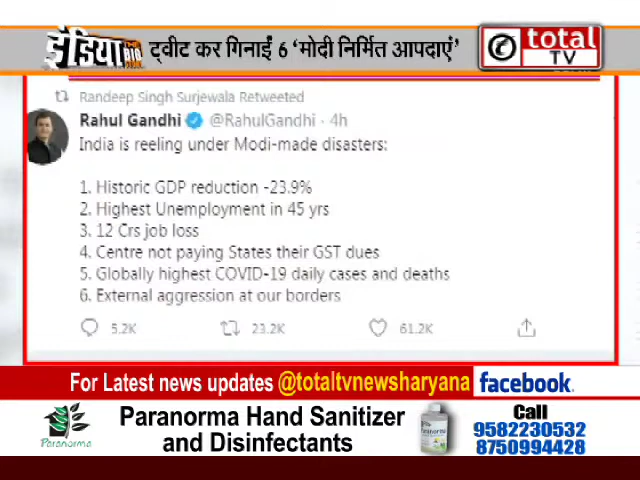 इंडिया
THE BIG
ट्वीट कर गिनाईं 6 ‘मोदी निर्मित आपदाएं’
total
TV
Randeep Singh Surjewala Retweeted
Rahul Gandhi @RahulGandhi · 4h
India is reeling under Modi-made disasters:
1. Historic GDP reduction -23.9%
2. Highest Unemployment in 45 yrs
3. 12 Crs job loss
4. Centre not paying States their GST dues
5. Globally highest COVID-19 daily cases and deaths
6. External aggression at our borders
5.2K 23.2K 61.2K
For Latest news updates @totaltvnewsharyana facebook.
Paranorma Hand Sanitizer
and Disinfectants
Paranorma
Paranorma
Call
9582230532
8750994428